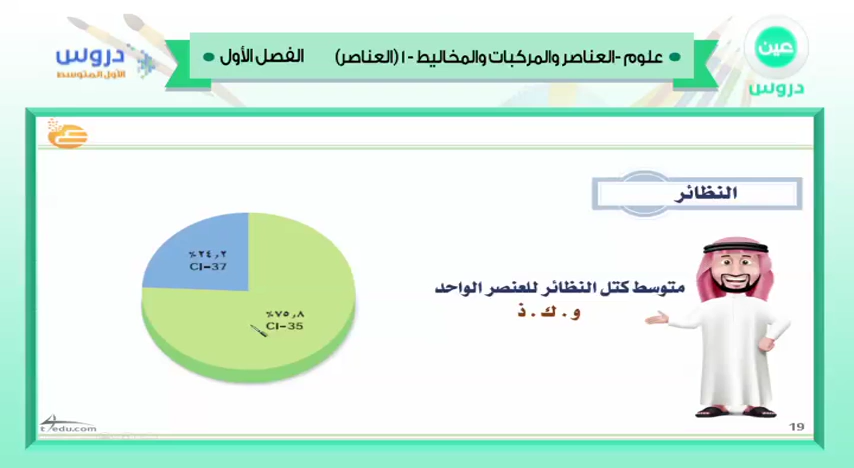 علوم -العناصر والمركبات والمخاليط - ١ (العناصر) الفصل الأول
عين
دروس
دروس
الأول المتوسط
النظائر
متوسط كتل النظائر للعنصر الواحد
و . ك . ذ
%٢٤٫٢
Cl-37
%٧٥٫٨
Cl-35
t4edu.com
19